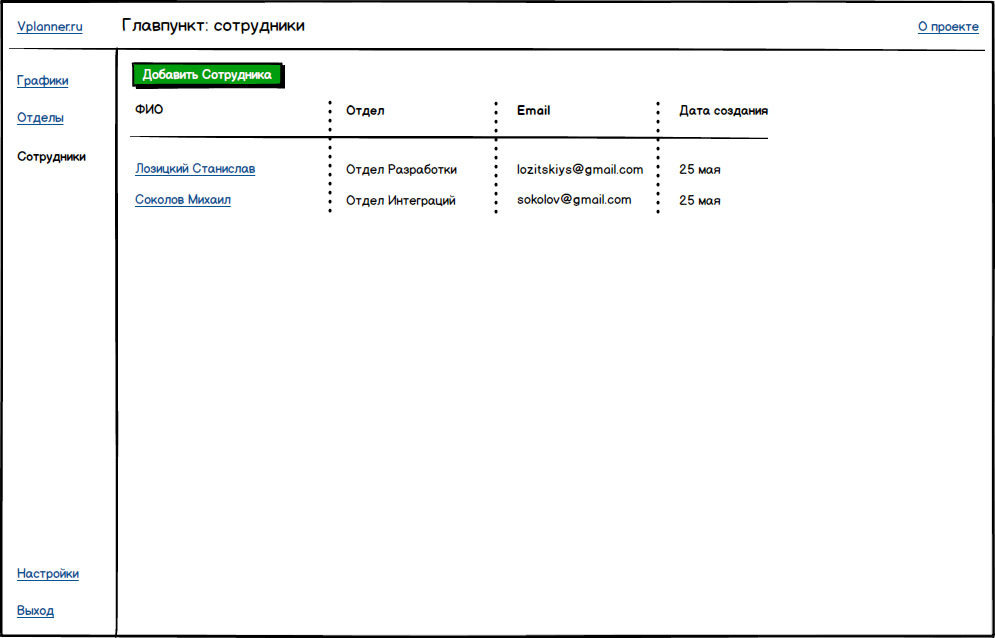 Vplanner.ru Главпункт: сотрудники О проекте
Графики
Отделы
Сотрудники
Добавить Сотрудника
ФИО Отдел Email Дата создания
Лозицкий Станислав Отдел Разработки lozitskiys@gmail.com 25 мая
Соколов Михаил Отдел Интеграций sokolov@gmail.com 25 мая
Настройки
Выход